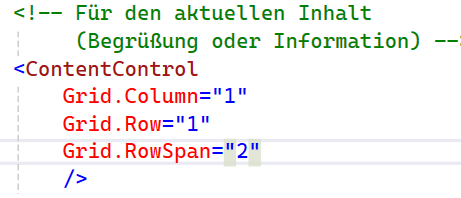 <!-- Für den aktuellen Inhalt
(Begrüßung oder Information) --
<ContentControl
Grid.Column="1"
Grid.Row="1"
Grid.RowSpan="2"
/>